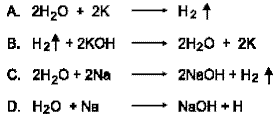 A. 2H₂O + 2K ⟶ H₂ ↑
B. H₂↑ + 2KOH ⟶ 2H₂O + 2K
C. 2H₂O + 2Na ⟶ 2NaOH + H₂ ↑
D. H₂O + Na ⟶ NaOH + H